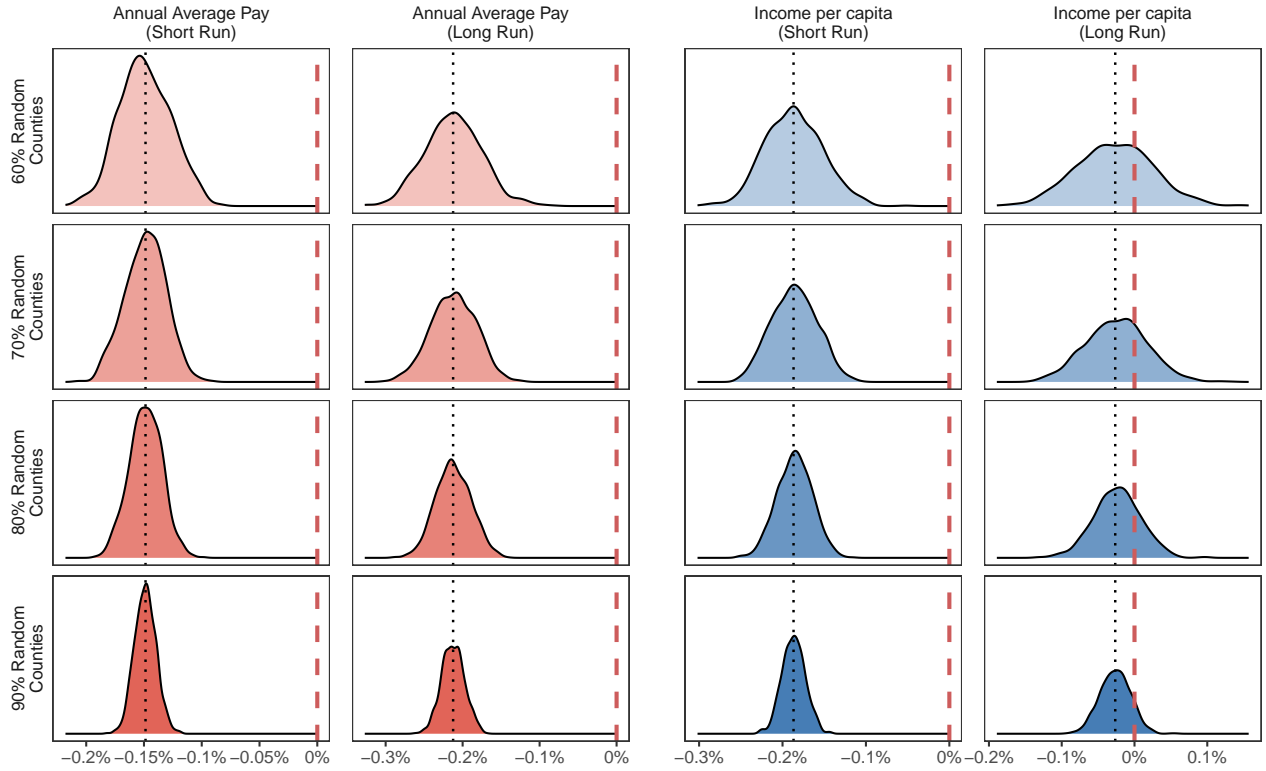 Annual Average Pay
(Short Run)
Annual Average Pay
(Long Run)
Income per capita
(Short Run)
Income per capita
(Long Run)
60% Random
Counties
70% Random
Counties
80% Random
Counties
90% Random
Counties
−0.2% −0.15% −0.1% −0.05% 0%
−0.3% −0.2% −0.1% 0%
−0.3% −0.2% −0.1% 0%
−0.2% −0.1% 0% 0.1%